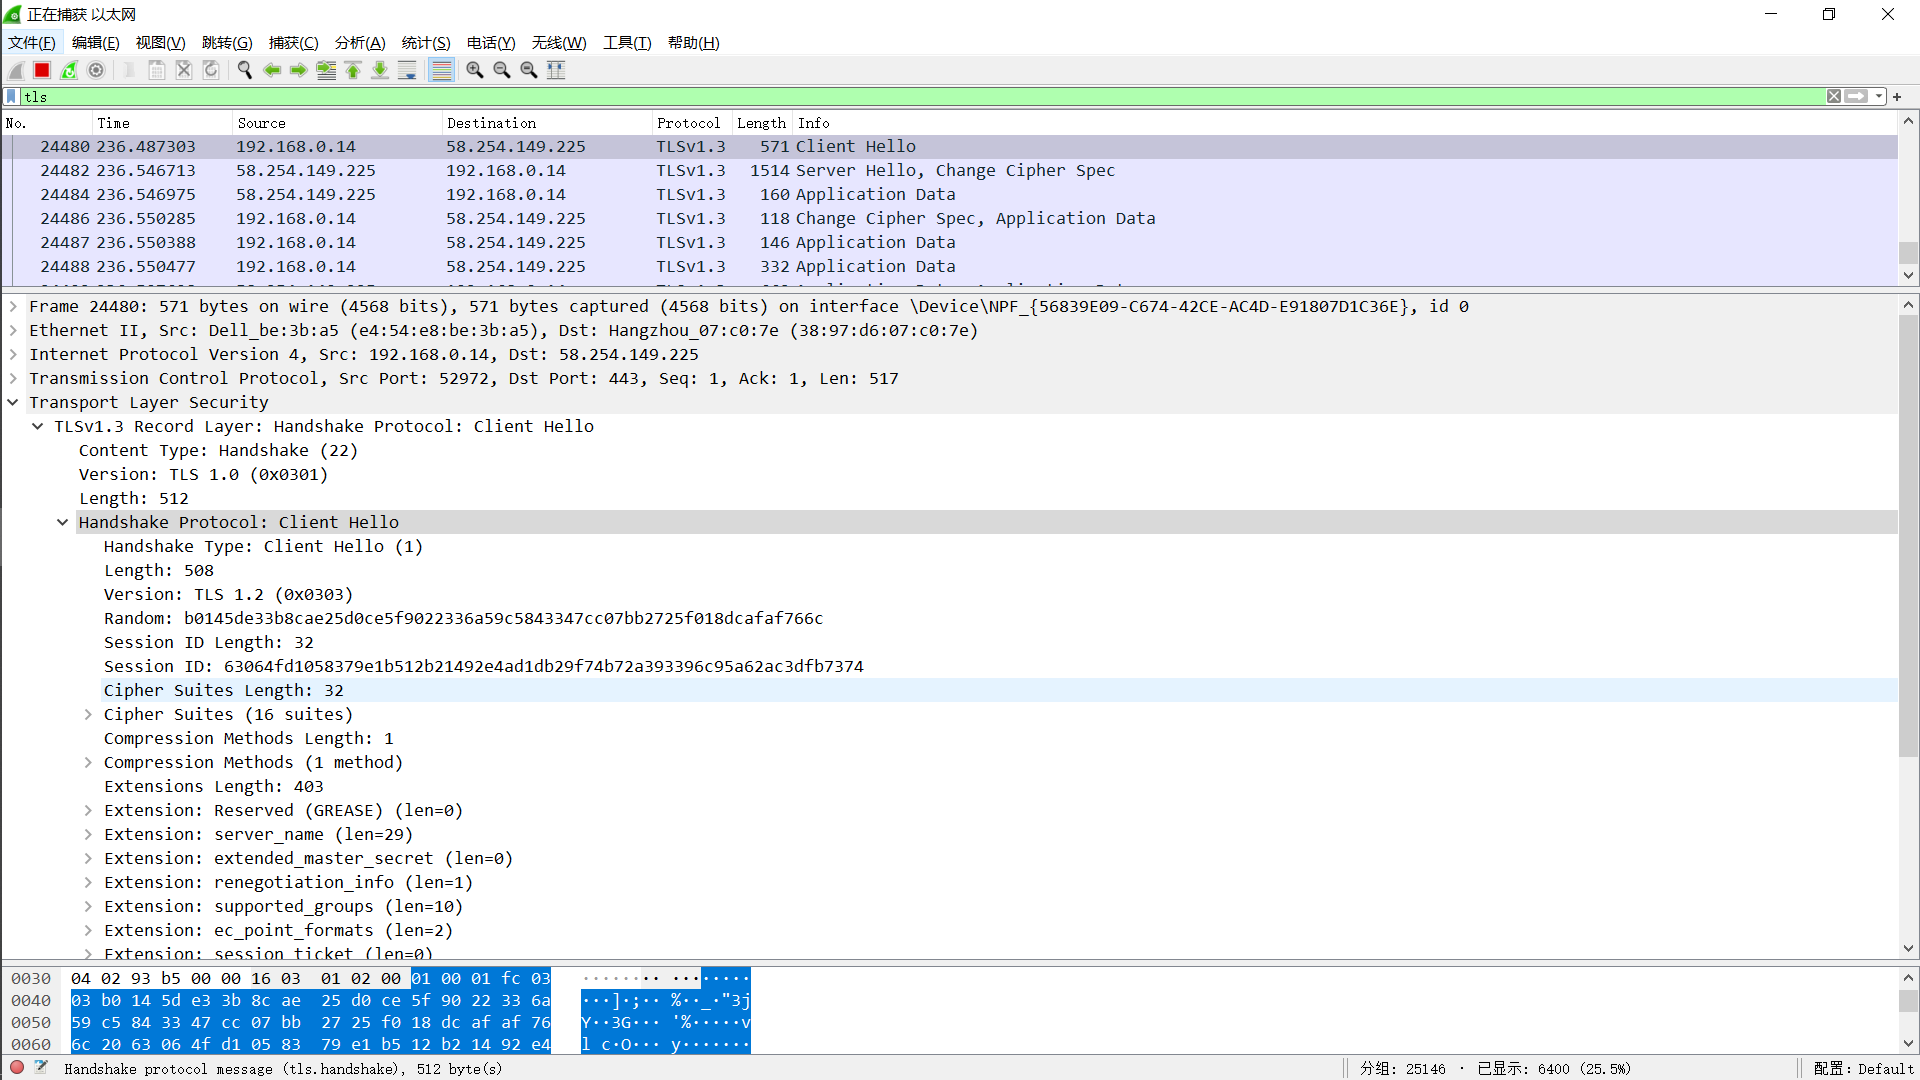 正在捕获 以太网
文件(F) 编辑(E) 视图(V) 跳转(G) 捕获(C) 分析(A) 统计(S) 电话(Y) 无线(W) 工具(T) 帮助(H)
tls
No. Time Source Destination Protocol Length Info
24480 236.487303 192.168.0.14 58.254.149.225 TLSv1.3 571 Client Hello
24482 236.546713 58.254.149.225 192.168.0.14 TLSv1.3 1514 Server Hello, Change Cipher Spec
24484 236.546975 58.254.149.225 192.168.0.14 TLSv1.3 160 Application Data
24486 236.550285 192.168.0.14 58.254.149.225 TLSv1.3 118 Change Cipher Spec, Application Data
24487 236.550388 192.168.0.14 58.254.149.225 TLSv1.3 146 Application Data
24488 236.550477 192.168.0.14 58.254.149.225 TLSv1.3 332 Application Data
Frame 24480: 571 bytes on wire (4568 bits), 571 bytes captured (4568 bits) on interface \Device\NPF_{56839E09-C674-42CE-AC4D-E91807D1C36E}, id 0
Ethernet II, Src: Dell_be:3b:a5 (e4:54:e8:be:3b:a5), Dst: Hangzhou_07:c0:7e (38:97:d6:07:c0:7e)
Internet Protocol Version 4, Src: 192.168.0.14, Dst: 58.254.149.225
Transmission Control Protocol, Src Port: 52972, Dst Port: 443, Seq: 1, Ack: 1, Len: 517
Transport Layer Security
TLSv1.3 Record Layer: Handshake Protocol: Client Hello
Content Type: Handshake (22)
Version: TLS 1.0 (0x0301)
Length: 512
Handshake Protocol: Client Hello
Handshake Type: Client Hello (1)
Length: 508
Version: TLS 1.2 (0x0303)
Random: b0145de33b8cae25d0ce5f9022336a59c5843347cc07bb2725f018dcafaf766c
Session ID Length: 32
Session ID: 63064fd1058379e1b512b21492e4ad1db29f74b72a393396c95a62ac3dfb7374
Cipher Suites Length: 32
Cipher Suites (16 suites)
Compression Methods Length: 1
Compression Methods (1 method)
Extensions Length: 403
Extension: Reserved (GREASE) (len=0)
Extension: server_name (len=29)
Extension: extended_master_secret (len=0)
Extension: renegotiation_info (len=1)
Extension: supported_groups (len=10)
Extension: ec_point_formats (len=2)
Extension: session_ticket (len=0)
0030 04 02 93 b5 00 00 16 03 01 02 00 01 00 01 fc 03 ········ ········
0040 03 b0 14 5d e3 3b 8c ae 25 d0 ce 5f 90 22 33 6a ···]·;·· %··_·"3j
0050 59 c5 84 33 47 cc 07 bb 27 25 f0 18 dc af af 76 Y··3G··· '%·····v
0060 6c 20 63 06 4f d1 05 83 79 e1 b5 12 b2 14 92 e4 l c·O··· y·······
Handshake protocol message (tls.handshake), 512 byte(s) 分组: 25146 · 已显示: 6400 (25.5%) 配置: Default